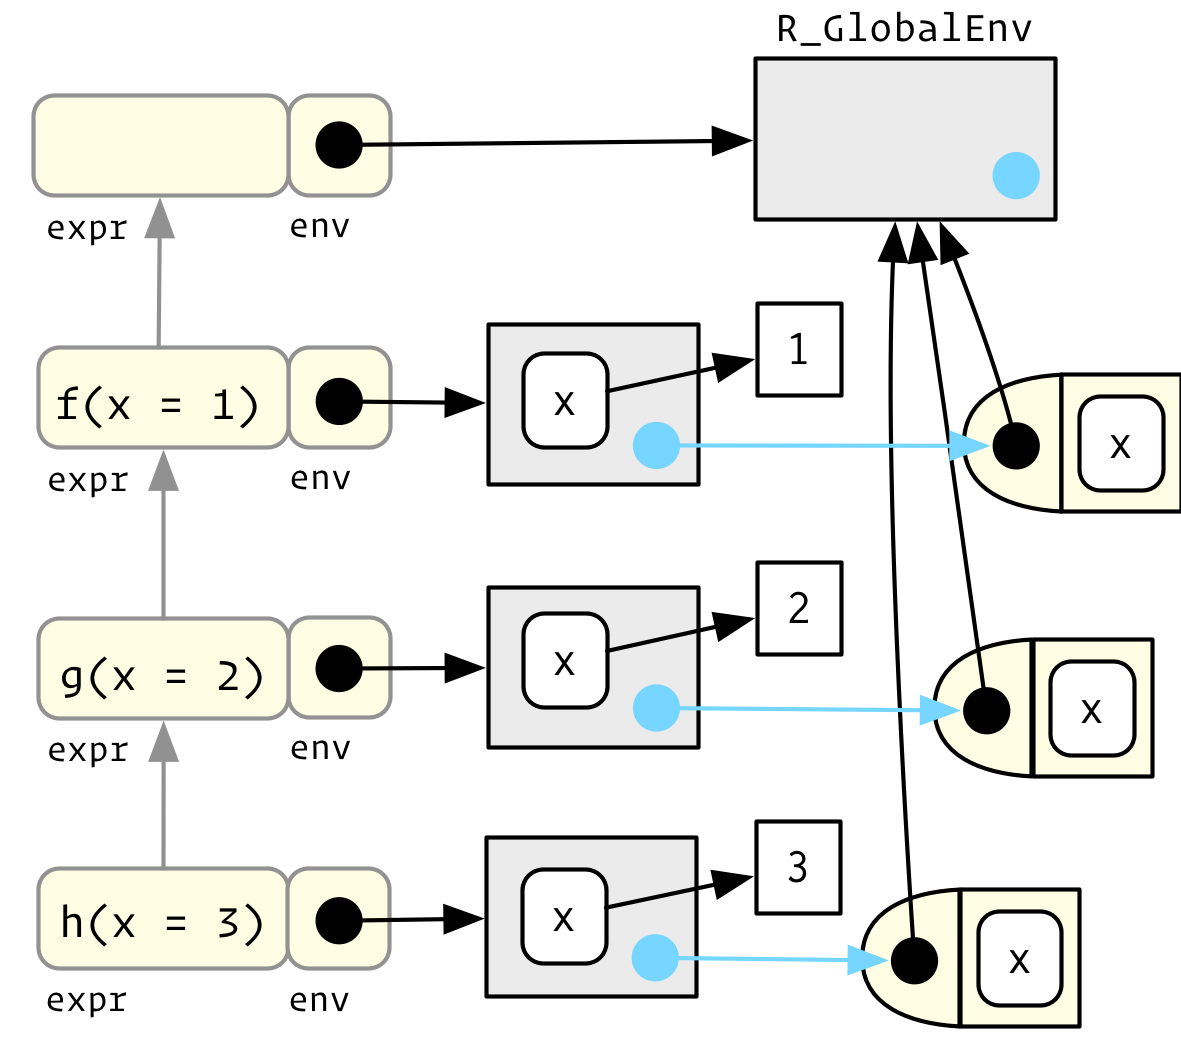 R_GlobalEnv
expr env
f(x = 1) x 1 x
expr env
g(x = 2) x 2 x
expr env
h(x = 3) x 3 x
expr env